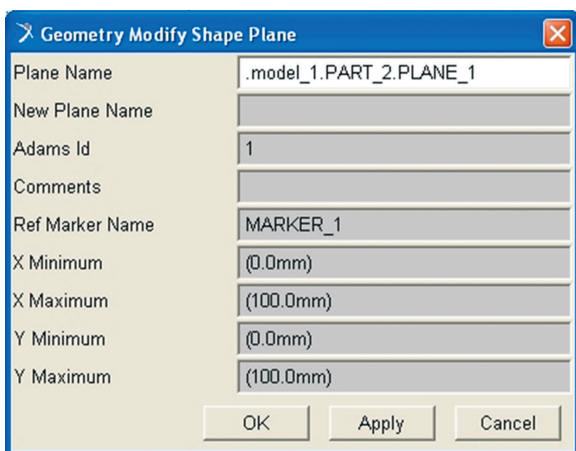 Geometry Modify Shape Plane
Plane Name .model_1.PART_2.PLANE_1
New Plane Name
Adams Id 1
Comments
Ref Marker Name MARKER_1
X Minimum (0.0mm)
X Maximum (100.0mm)
Y Minimum (0.0mm)
Y Maximum (100.0mm)
OK Apply Cancel